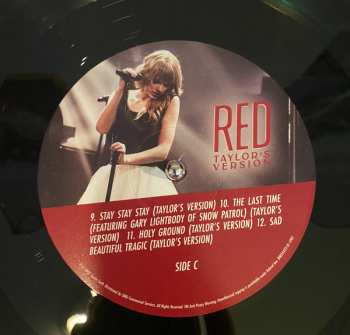 RED
TAYLOR'S
VERSION
9. STAY STAY STAY (TAYLOR'S VERSION) 10. THE LAST TIME
(FEATURING GARY LIGHTBODY OF SNOW PATROL) (TAYLOR'S
VERSION) 11. HOLY GROUND (TAYLOR'S VERSION) 12. SAD
BEAUTIFUL TRAGIC (TAYLOR'S VERSION)
SIDE C